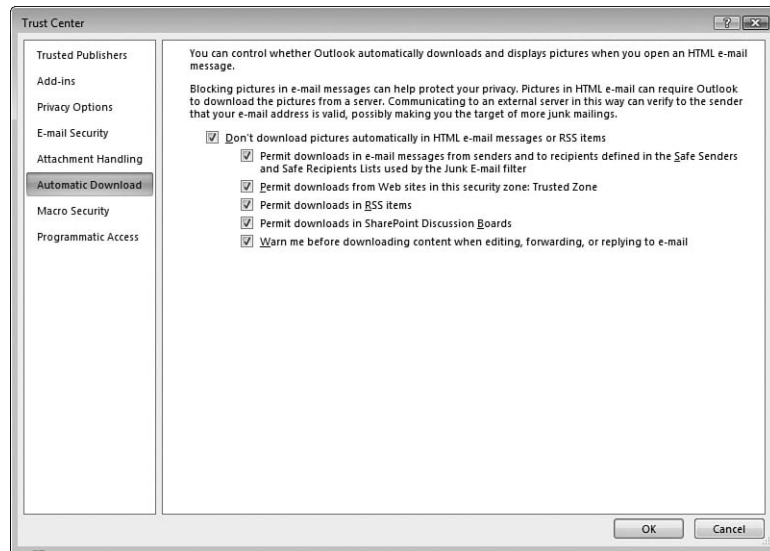 Trust Center
Trusted Publishers
Add-ins
Privacy Options
E-mail Security
Attachment Handling
Automatic Download
Macro Security
Programmatic Access
You can control whether Outlook automatically downloads and displays pictures when you open an HTML e-mail
message.
Blocking pictures in e-mail messages can help protect your privacy. Pictures in HTML e-mail can require Outlook
to download the pictures from a server. Communicating to an external server in this way can verify to the sender
that your e-mail address is valid, possibly making you the target of more junk mailings.
Don't download pictures automatically in HTML e-mail messages or RSS items
Permit downloads in e-mail messages from senders and to recipients defined in the Safe Senders
and Safe Recipients Lists used by the Junk E-mail filter
Permit downloads from Web sites in this security zone: Trusted Zone
Permit downloads in RSS items
Permit downloads in SharePoint Discussion Boards
Warn me before downloading content when editing, forwarding, or replying to e-mail
OK
Cancel